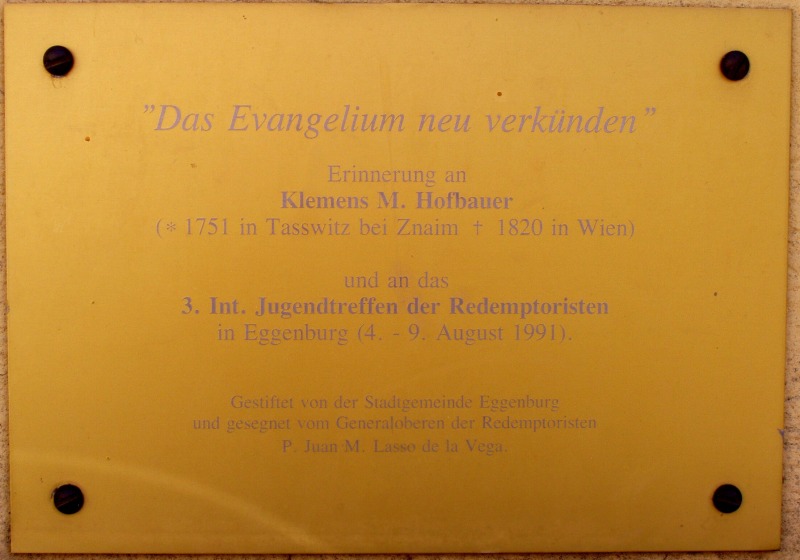 ”Das Evangelium neu verkünden”
Erinnerung an
Klemens M. Hofbauer
(* 1751 in Tasswitz bei Znaim † 1820 in Wien)
und an das
3. Int. Jugendtreffen der Redemptoristen
in Eggenburg (4. - 9. August 1991).
Gestiftet von der Stadtgemeinde Eggenburg
und gesegnet vom Generaloberen der Redemptoristen
P. Juan M. Lasso de la Vega.